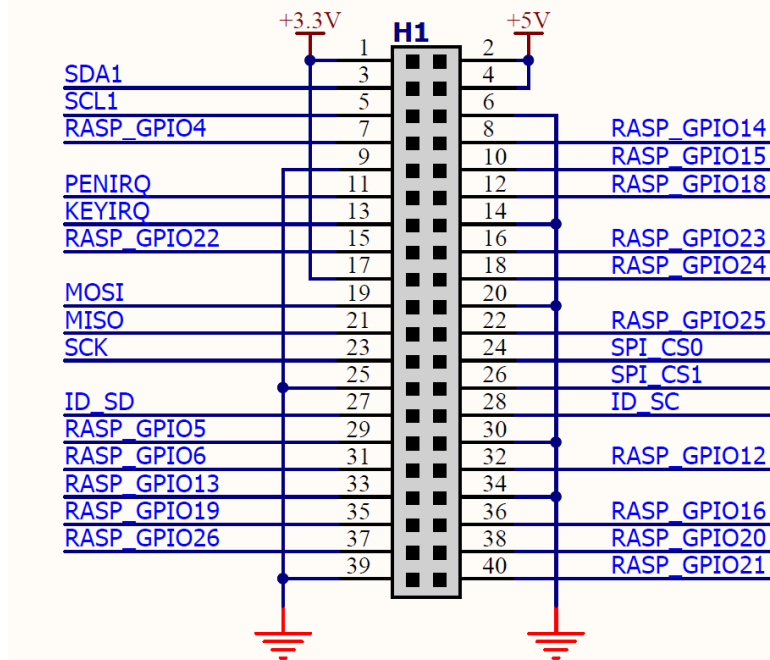 +3.3V H1 +5V
1 2
SDA1 3 4
SCL1 5 6
RASP_GPIO4 7 8 RASP_GPIO14
9 10 RASP_GPIO15
PENIRQ 11 12 RASP_GPIO18
KEYIRQ 13 14
RASP_GPIO22 15 16 RASP_GPIO23
17 18 RASP_GPIO24
MOSI 19 20
MISO 21 22 RASP_GPIO25
SCK 23 24 SPI_CS0
25 26 SPI_CS1
ID_SD 27 28 ID_SC
RASP_GPIO5 29 30
RASP_GPIO6 31 32 RASP_GPIO12
RASP_GPIO13 33 34
RASP_GPIO19 35 36 RASP_GPIO16
RASP_GPIO26 37 38 RASP_GPIO20
39 40 RASP_GPIO21